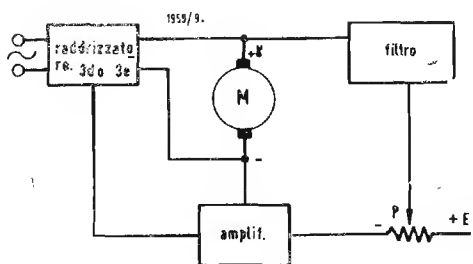 1959/9.
raddrizzato
re. 3do 3e
+γ
M
filtro
-
amplif.
-
P
+ E